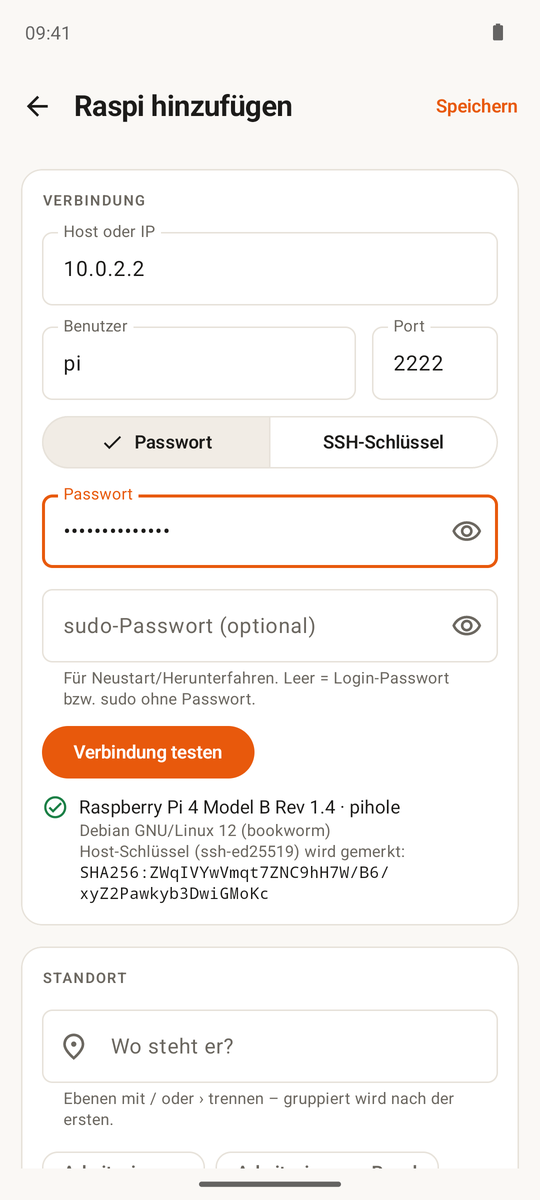 09:41
Raspi hinzufügen
Speichern
VERBINDUNG
Host oder IP
10.0.2.2
Benutzer
pi
Port
2222
Passwort
SSH-Schlüssel
Passwort
••••••••••••••
sudo-Passwort (optional)
Für Neustart/Herunterfahren. Leer = Login-Passwort
bzw. sudo ohne Passwort.
Verbindung testen
Raspberry Pi 4 Model B Rev 1.4 · pihole
Debian GNU/Linux 12 (bookworm)
Host-Schlüssel (ssh-ed25519) wird gemerkt:
SHA256:ZWqIVYwVmqt7ZNC9hH7W/B6/
xyZ2Pawkyb3DwiGMoKc
STANDORT
Wo steht er?
Ebenen mit / oder › trennen – gruppiert wird nach der
ersten.